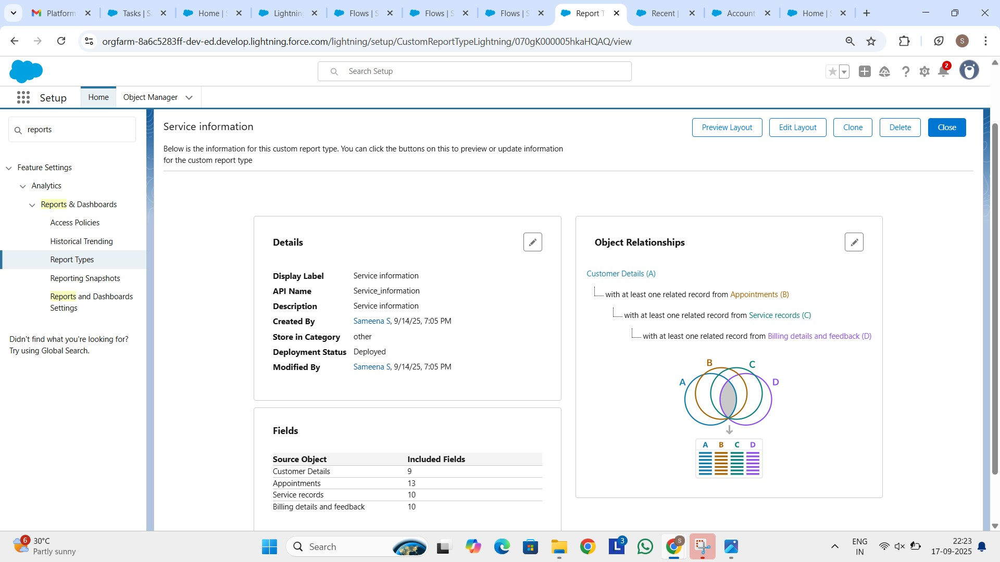 Platform
Tasks | S
Home | S
Lightnin
Flows | S
Flows | S
Flows | S
Report T
Recent |
Account
Home | S
orgfarm-8a6c5283ff-dev-ed.develop.lightning.force.com/lightning/setup/CustomReportTypeLightning/070gK000005hkaHQAQ/view
S
Search Setup
2
Setup
Home
Object Manager
reports
Feature Settings
Analytics
Reports & Dashboards
Access Policies
Historical Trending
Report Types
Reporting Snapshots
Reports and Dashboards
Settings
Didn't find what you're looking for?
Try using Global Search.
Service information
Preview Layout
Edit Layout
Clone
Delete
Close
Below is the information for this custom report type. You can click the buttons on this to preview or update information
for the custom report type
Details
Display Label Service information
API Name Service_information
Description Service information
Created By Sameena S, 9/14/25, 7:05 PM
Store in Category other
Deployment Status Deployed
Modified By Sameena S, 9/14/25, 7:05 PM
Fields
Source Object Included Fields
Customer Details 9
Appointments 13
Service records 10
Billing details and feedback 10
Object Relationships
Customer Details (A)
with at least one related record from Appointments (B)
with at least one related record from Service records (C)
with at least one related record from Billing details and feedback (D)
B C
A D
A B C D
6
30°C
Partly sunny
Search
L 3
S
ENG
IN
22:23
17-09-2025